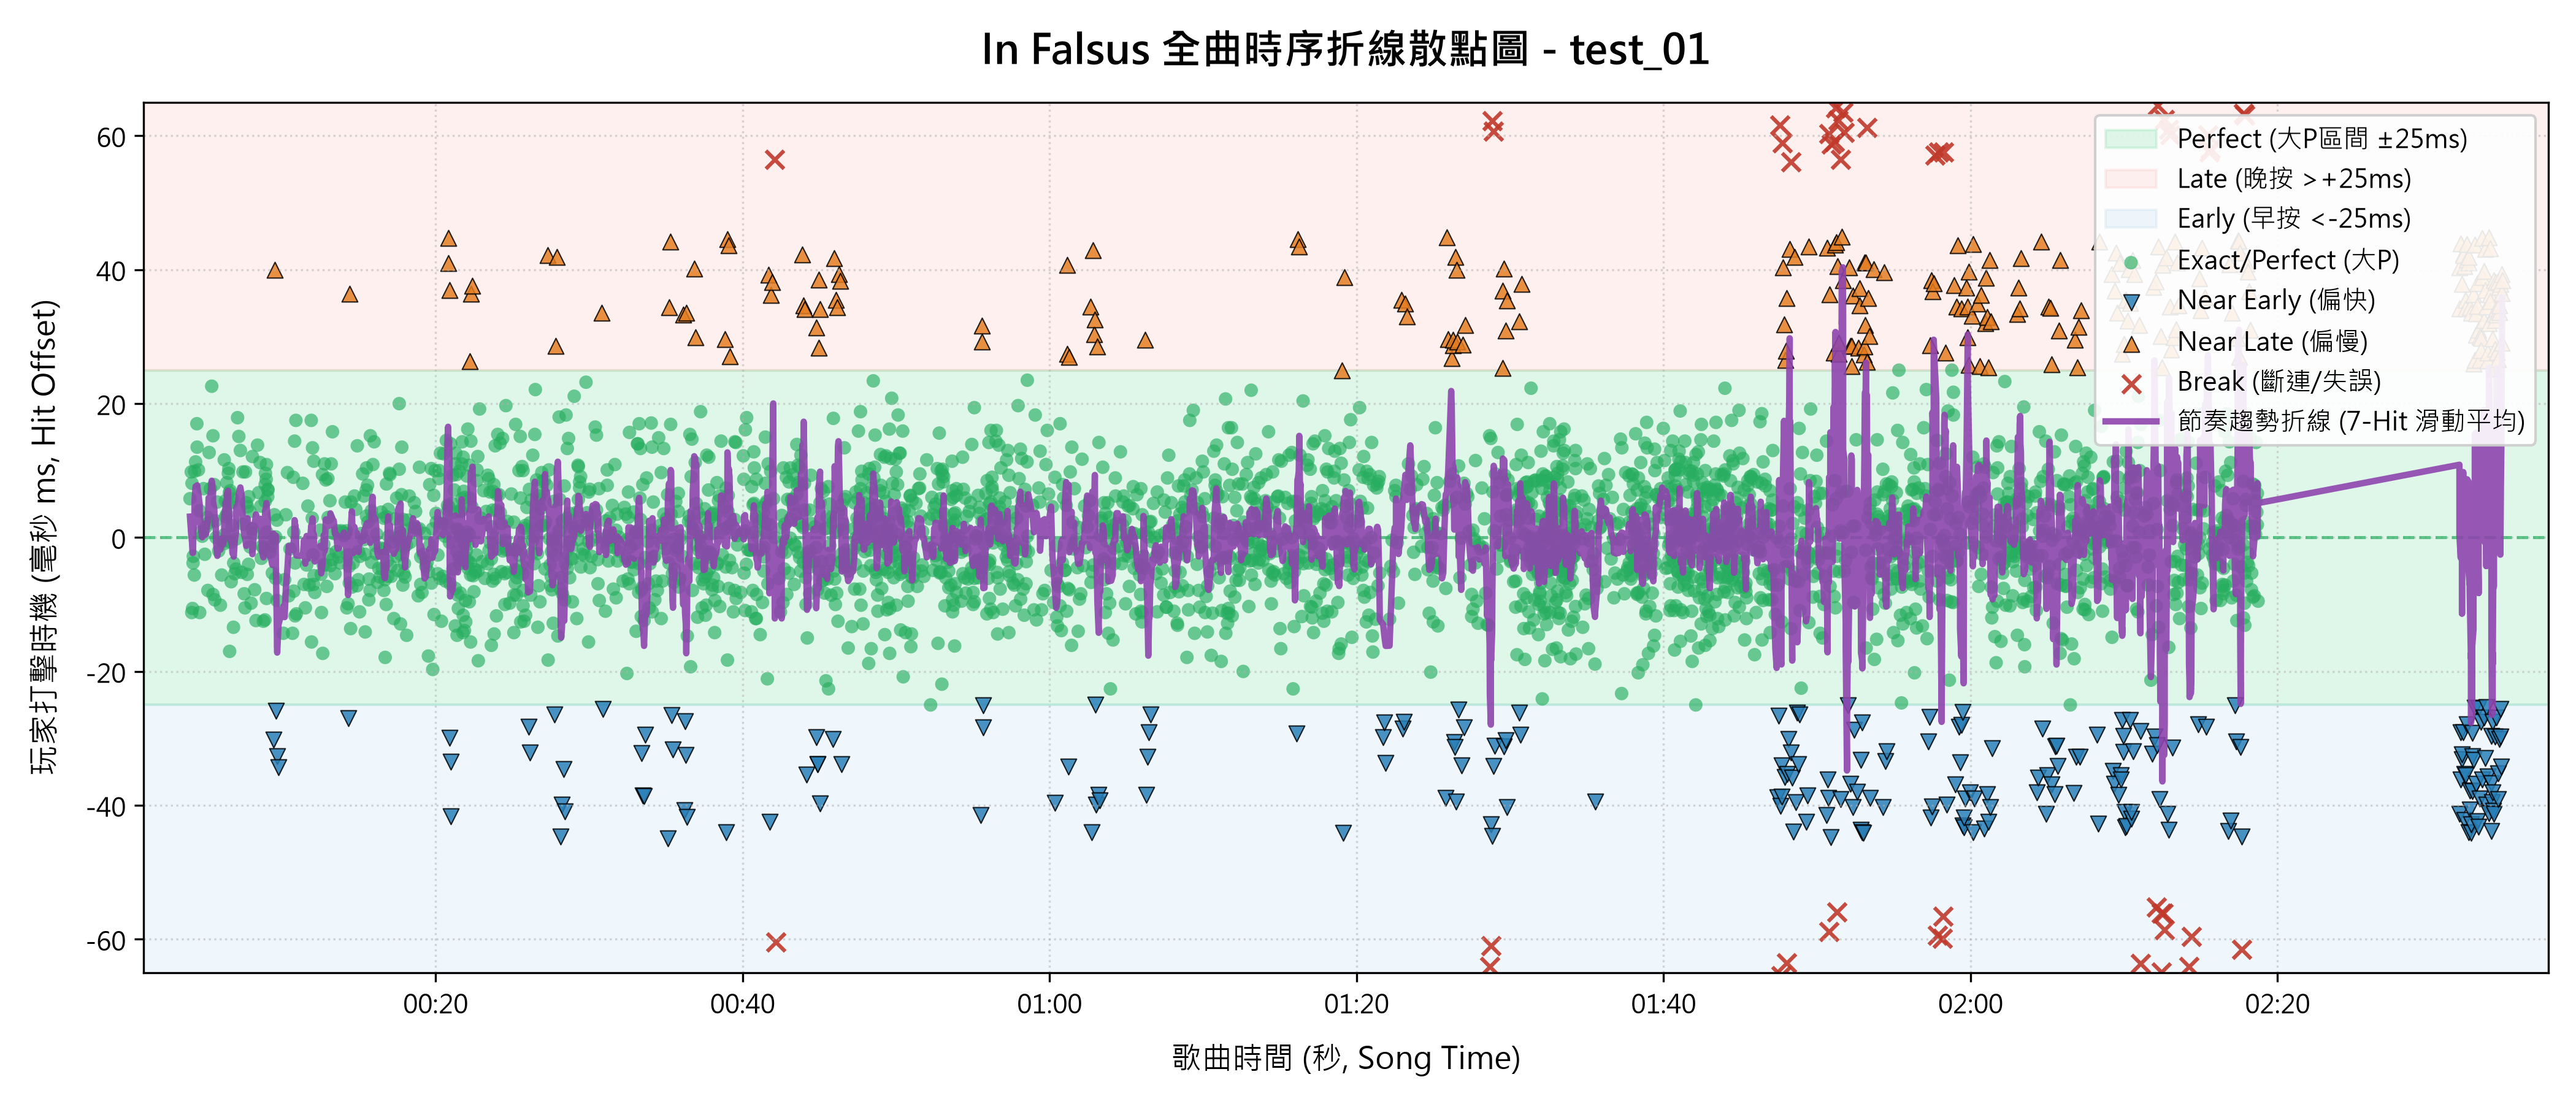 In Falsus 全曲時序折線散點圖 - test_01
玩家打擊時機 (毫秒 ms, Hit Offset)
60
40
20
0
-20
-40
-60
Perfect (大P區間 ±25ms)
Late (晚按 >+25ms)
Early (早按 <-25ms)
Exact/Perfect (大P)
Near Early (偏快)
Near Late (偏慢)
Break (斷連/失誤)
節奏趨勢折線 (7-Hit 滑動平均)
00:20
00:40
01:00
01:20
01:40
02:00
02:20
歌曲時間 (秒, Song Time)